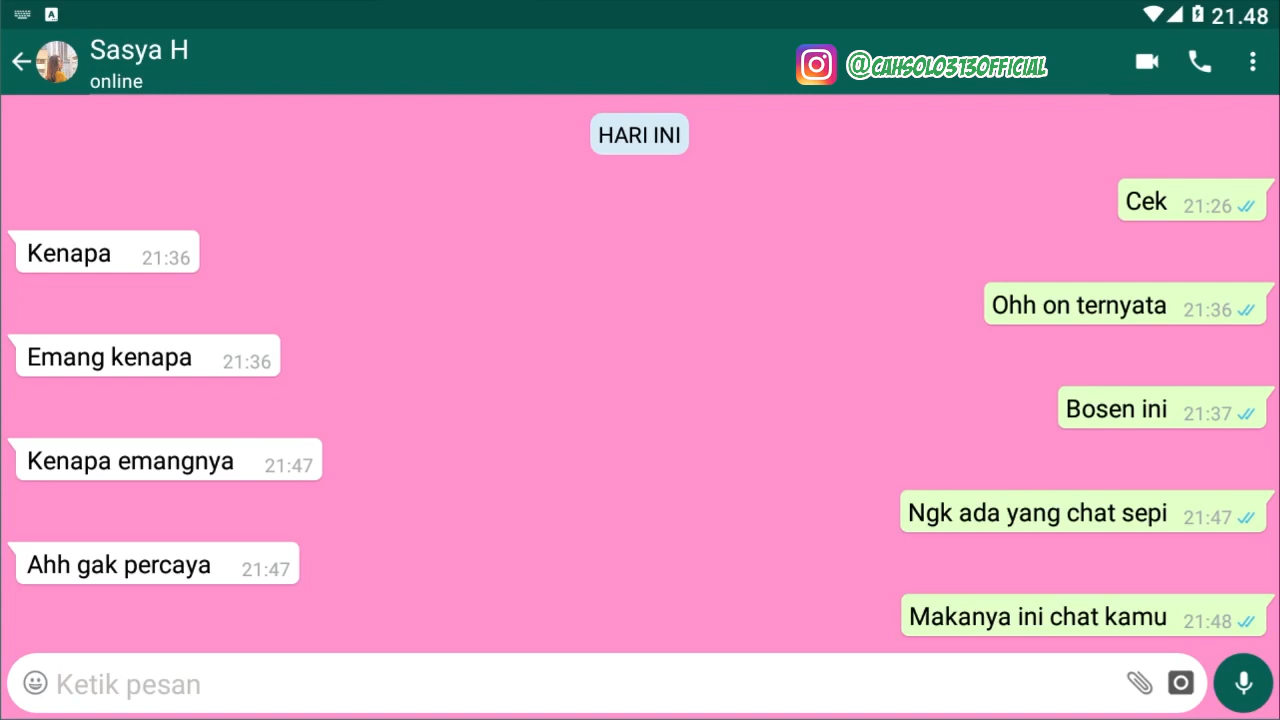 21.48
Sasya H
online
@CAHSOLO313OFFICIAL
HARI INI
Cek 21:26
Kenapa 21:36
Ohh on ternyata 21:36
Emang kenapa 21:36
Bosen ini 21:37
Kenapa emangnya 21:47
Ngk ada yang chat sepi 21:47
Ahh gak percaya 21:47
Makanya ini chat kamu 21:48
Ketik pesan